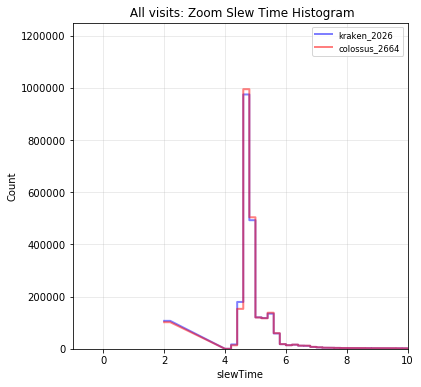 All visits: Zoom Slew Time Histogram
kraken_2026
colossus_2664
1200000
1000000
800000
600000
400000
200000
0
Count
0 2 4 6 8 10
slewTime